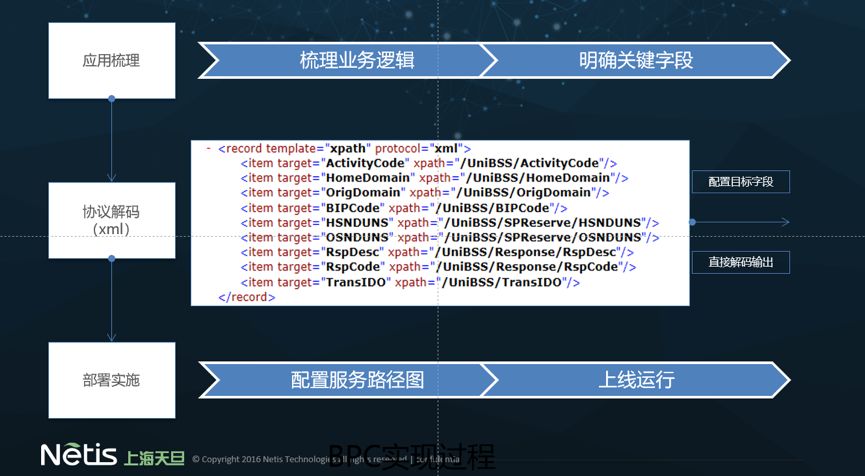 应用梳理
梳理业务逻辑
明确关键字段
- <record template="xpath" protocol="xml">
<item target="ActivityCode" xpath="/UniBSS/ActivityCode"/>
<item target="HomeDomain" xpath="/UniBSS/HomeDomain"/>
<item target="OrigDomain" xpath="/UniBSS/OrigDomain"/>
<item target="BIPCode" xpath="/UniBSS/BIPCode"/>
<item target="HSNDUNS" xpath="/UniBSS/SPReserve/HSNDUNS"/>
<item target="OSNDUNS" xpath="/UniBSS/SPReserve/OSNDUNS"/>
<item target="RspDesc" xpath="/UniBSS/Response/RspDesc"/>
<item target="RspCode" xpath="/UniBSS/Response/RspCode"/>
<item target="TransIDO" xpath="/UniBSS/TransIDO"/>
</record>
协议解码
（xml）
配置目标字段
直接解码输出
部署实施
配置服务路径图
上线运行
Netis 上海天旦
© Copyright 2016 Netis Technologies all rights reserved | confidential
BPC实现过程